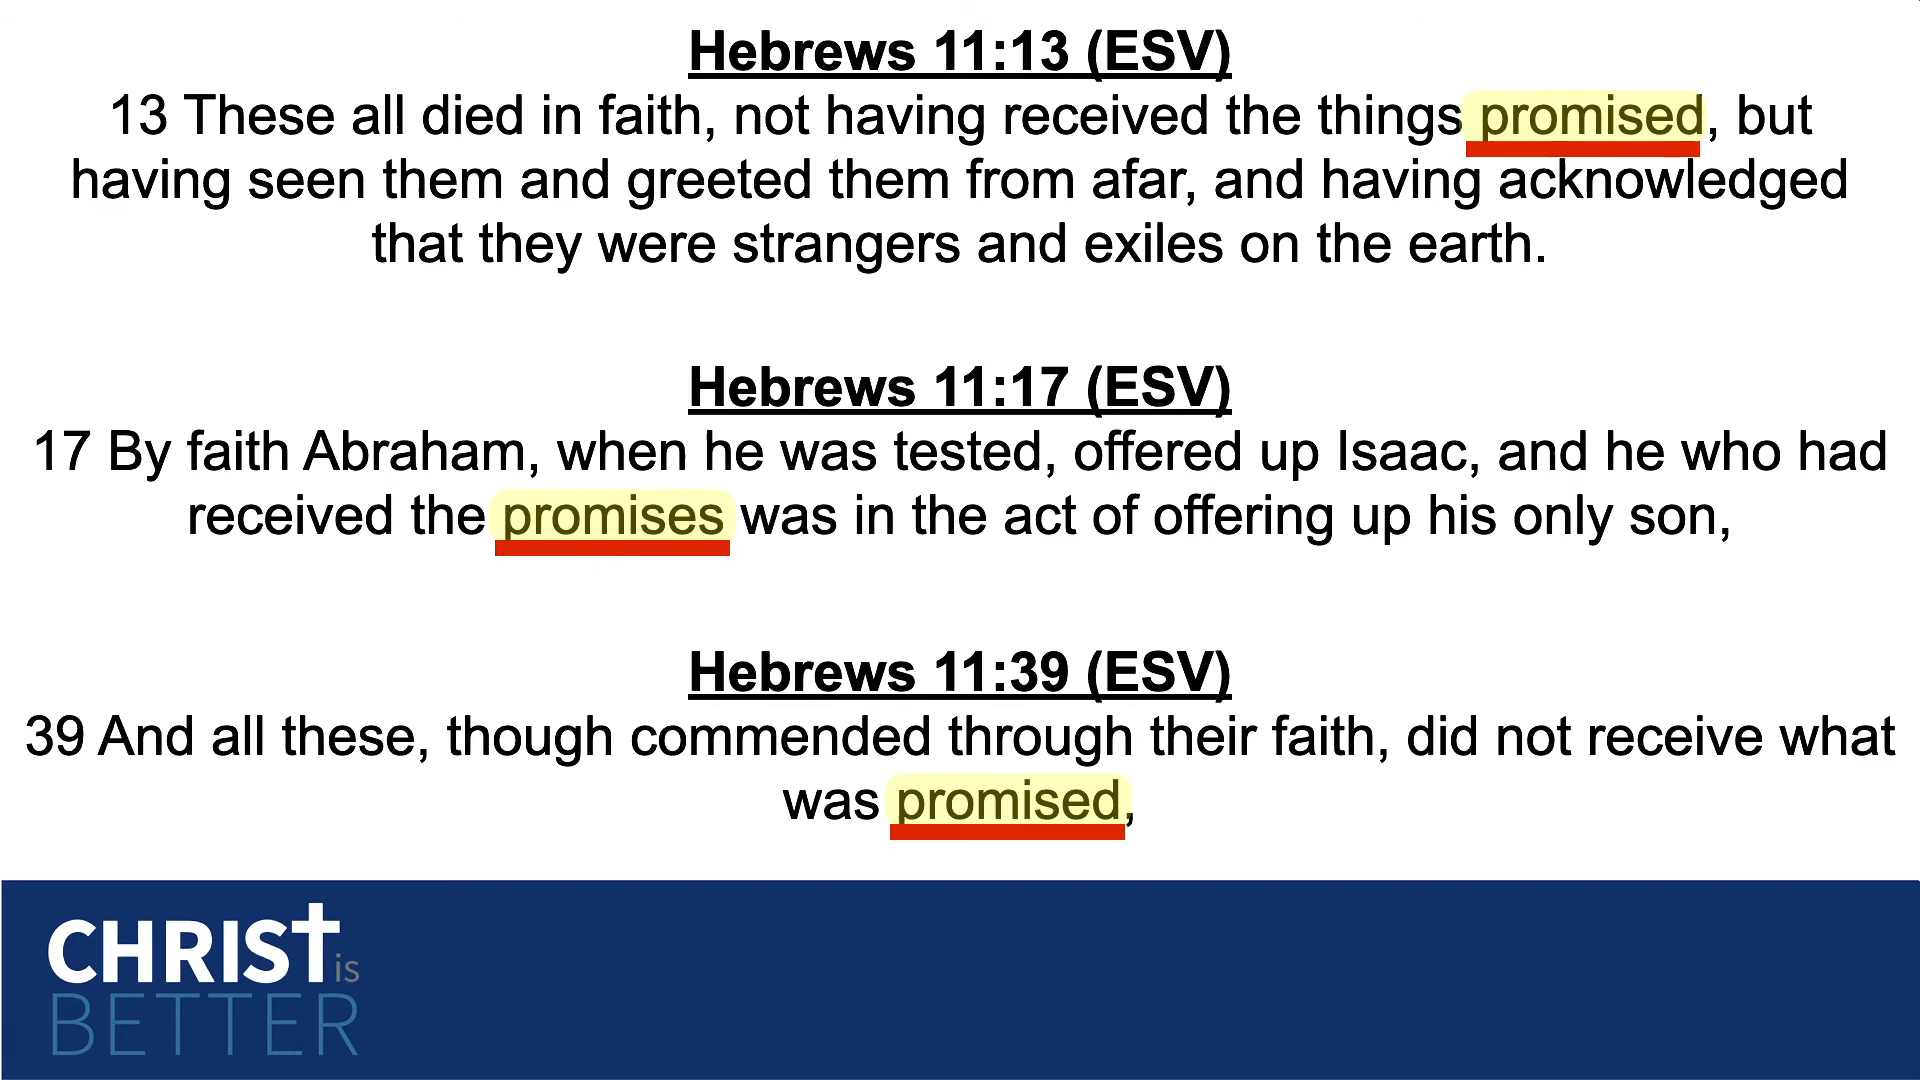 Hebrews 11:13 (ESV)
13 These all died in faith, not having received the things promised, but
having seen them and greeted them from afar, and having acknowledged
that they were strangers and exiles on the earth.
Hebrews 11:17 (ESV)
17 By faith Abraham, when he was tested, offered up Isaac, and he who had
received the promises was in the act of offering up his only son,
Hebrews 11:39 (ESV)
39 And all these, though commended through their faith, did not receive what
was promised,
CHRIST is
BETTER